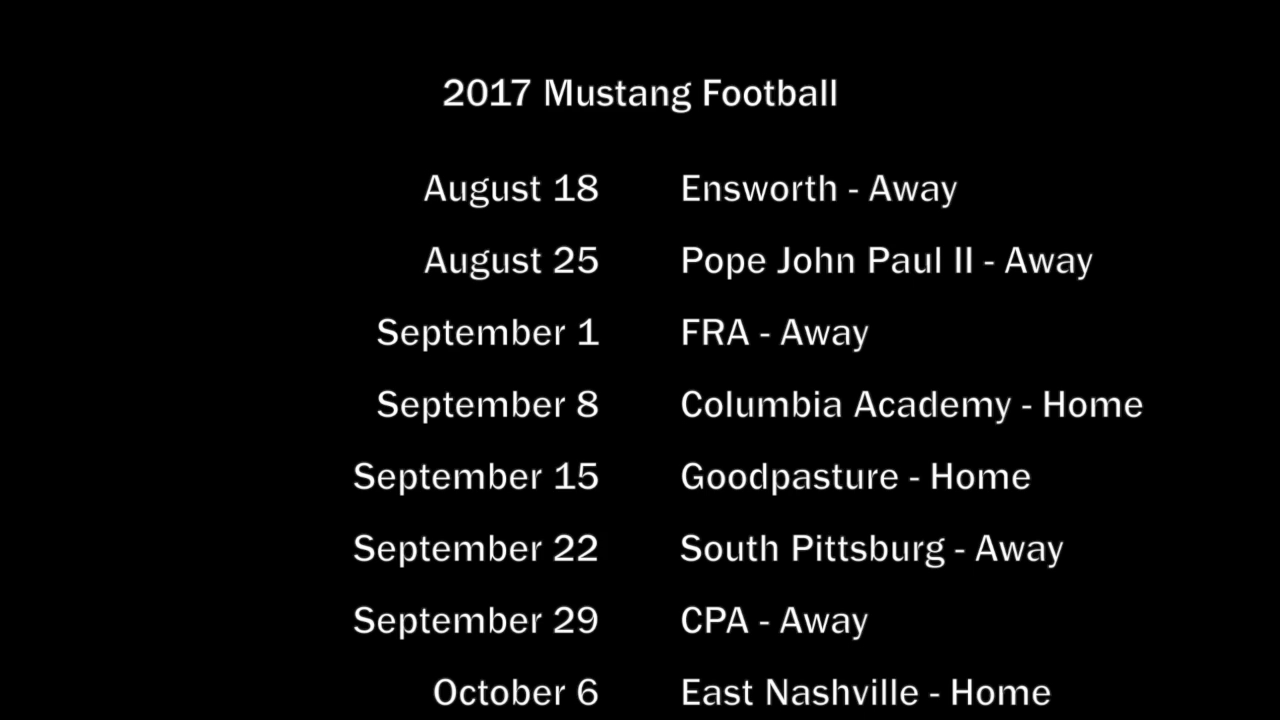 2017 Mustang Football
August 18 Ensworth - Away
August 25 Pope John Paul II - Away
September 1 FRA - Away
September 8 Columbia Academy - Home
September 15 Goodpasture - Home
September 22 South Pittsburg - Away
September 29 CPA - Away
October 6 East Nashville - Home